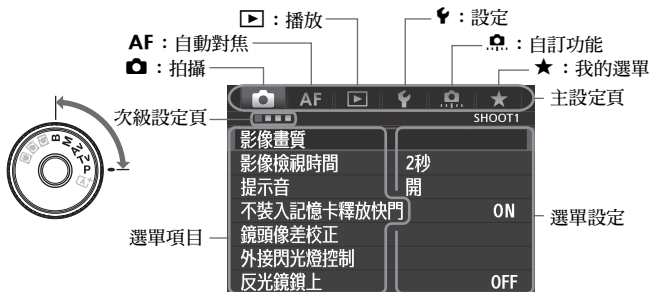 ▶：播放
：設定
AF：自動對焦
：自訂功能
：拍攝
★：我的選單
AF
主設定頁
次級設定頁
SHOOT1
影像畫質
影像檢視時間 2秒
提示音 開
不裝入記憶卡釋放快門 ON
選單設定
選單項目
鏡頭像差校正
外接閃光燈控制
反光鏡鎖上 OFF
B
M
Av
Tv
P
A+